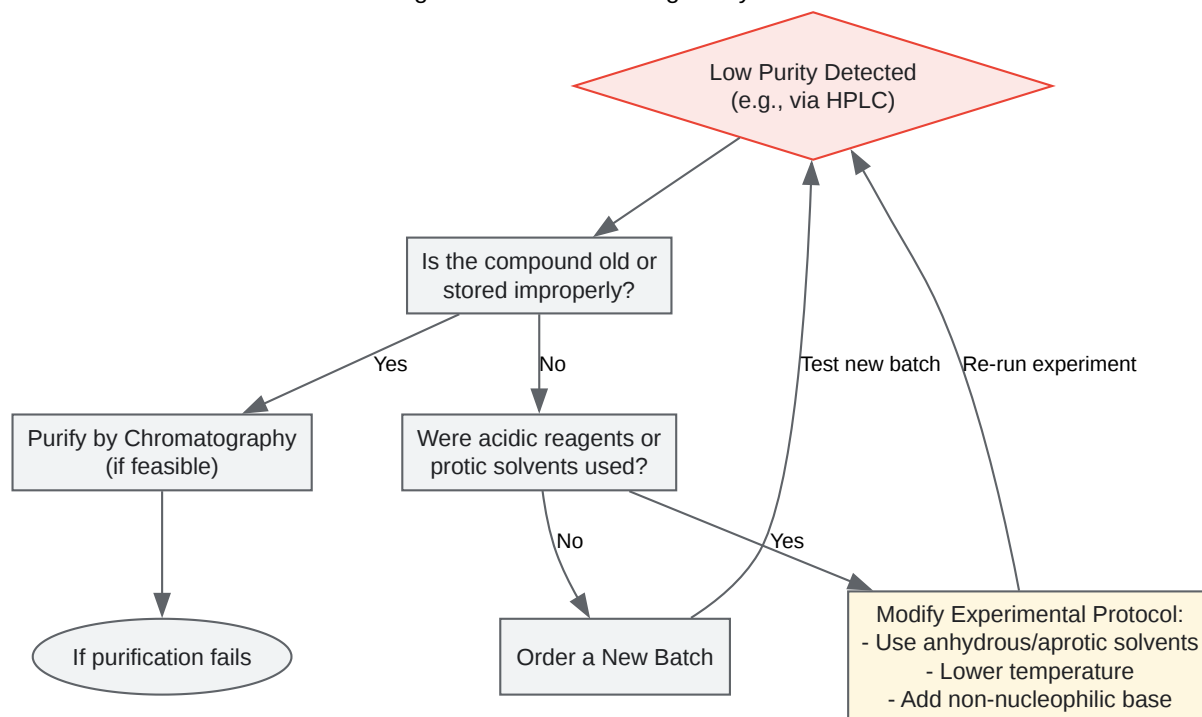 Low Purity Detected
(e.g., via HPLC)
Is the compound old or
stored improperly?
Yes
No
Test new batch
Re-run experiment
Purify by Chromatography
(if feasible)
Were acidic reagents or
protic solvents used?
No
Yes
If purification fails
Order a New Batch
Modify Experimental Protocol:
- Use anhydrous/aprotic solvents
- Lower temperature
- Add non-nucleophilic base